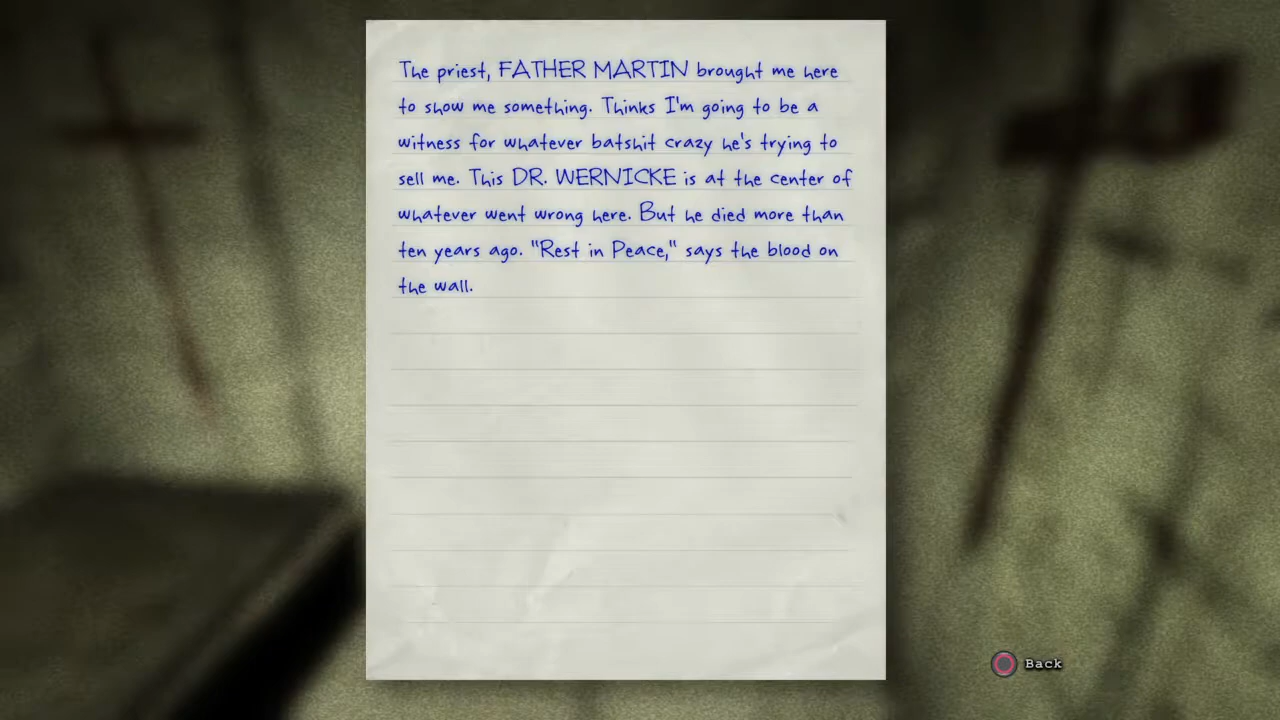 The priest, FATHER MARTIN brought me here
to show me something. Thinks I'm going to be a
witness for whatever batshit crazy he's trying to
sell me. This DR. WERNICKE is at the center of
whatever went wrong here. But he died more than
ten years ago. "Rest in Peace," says the blood on
the wall.
Back